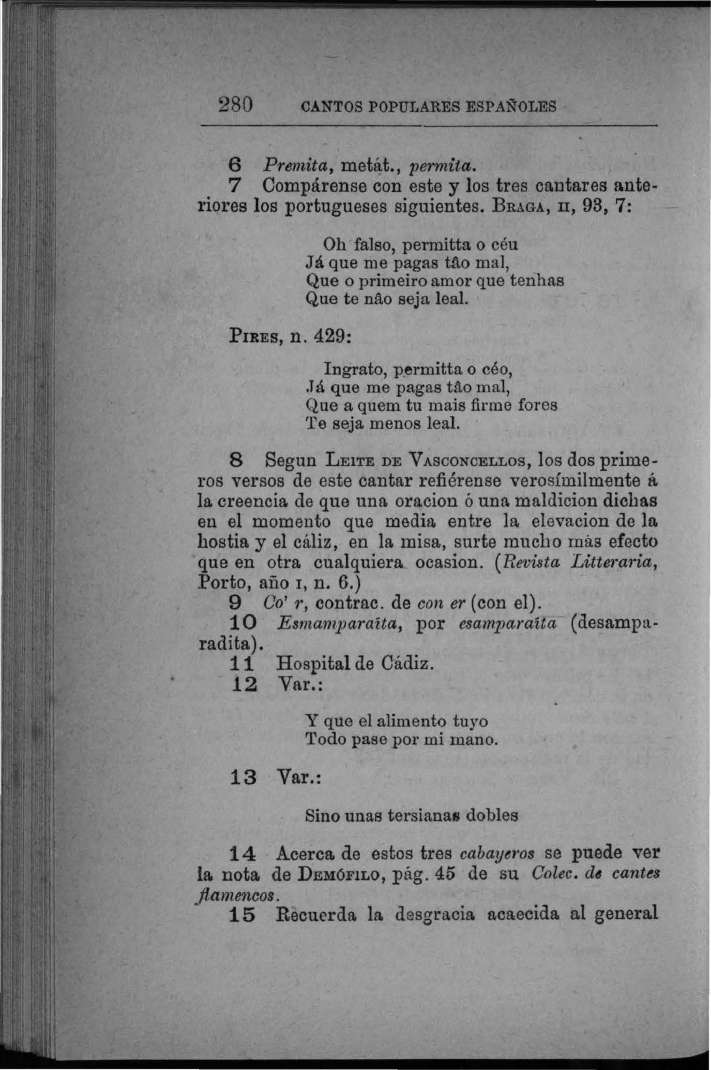 280 CANTOS POPULARES ESPAÑOLES
6 Premita, metát., permita.
7 Compárense con este y los tres cantares ante-
riores los portugueses siguientes. BRAGA, II, 93, 7:
Oh falso, permitta o céu
Já que me pagas tâo mal,
Que o primeiro amor que tenhas
Que te nâo seja leal.
PIRES, n. 429:
Ingrato, permitta o céo,
Já que me pagas tâo mal,
Que a quem tu mais firme fores
Te seja menos leal.
8 Segun LEITE DE VASCONCELLOS, los dos prime-
ros versos de este cantar refiérense verosímilmente á
la creencia de que una oracion ó una maldicion dichas
en el momento que media entre la elevacion de la
hostia y el cáliz, en la misa, surte mucho más efecto
que en otra cualquiera ocasion. (Revista Litteraria,
Porto, año I, n. 6.)
9 Co' r, contrac. de con er (con el).
10 Esmamparaíta, por esamparaíta (desampa-
radita).
11 Hospital de Cádiz.
12 Var.:
Y que el alimento tuyo
Todo pase por mi mano.
13 Var.:
Sino unas tersianas dobles
14 Acerca de estos tres cabayeros se puede ver
la nota de DEMÓFILO, pág. 45 de su Colec. de cantes
flamencos.
15 Recuerda la desgracia acaecida al general